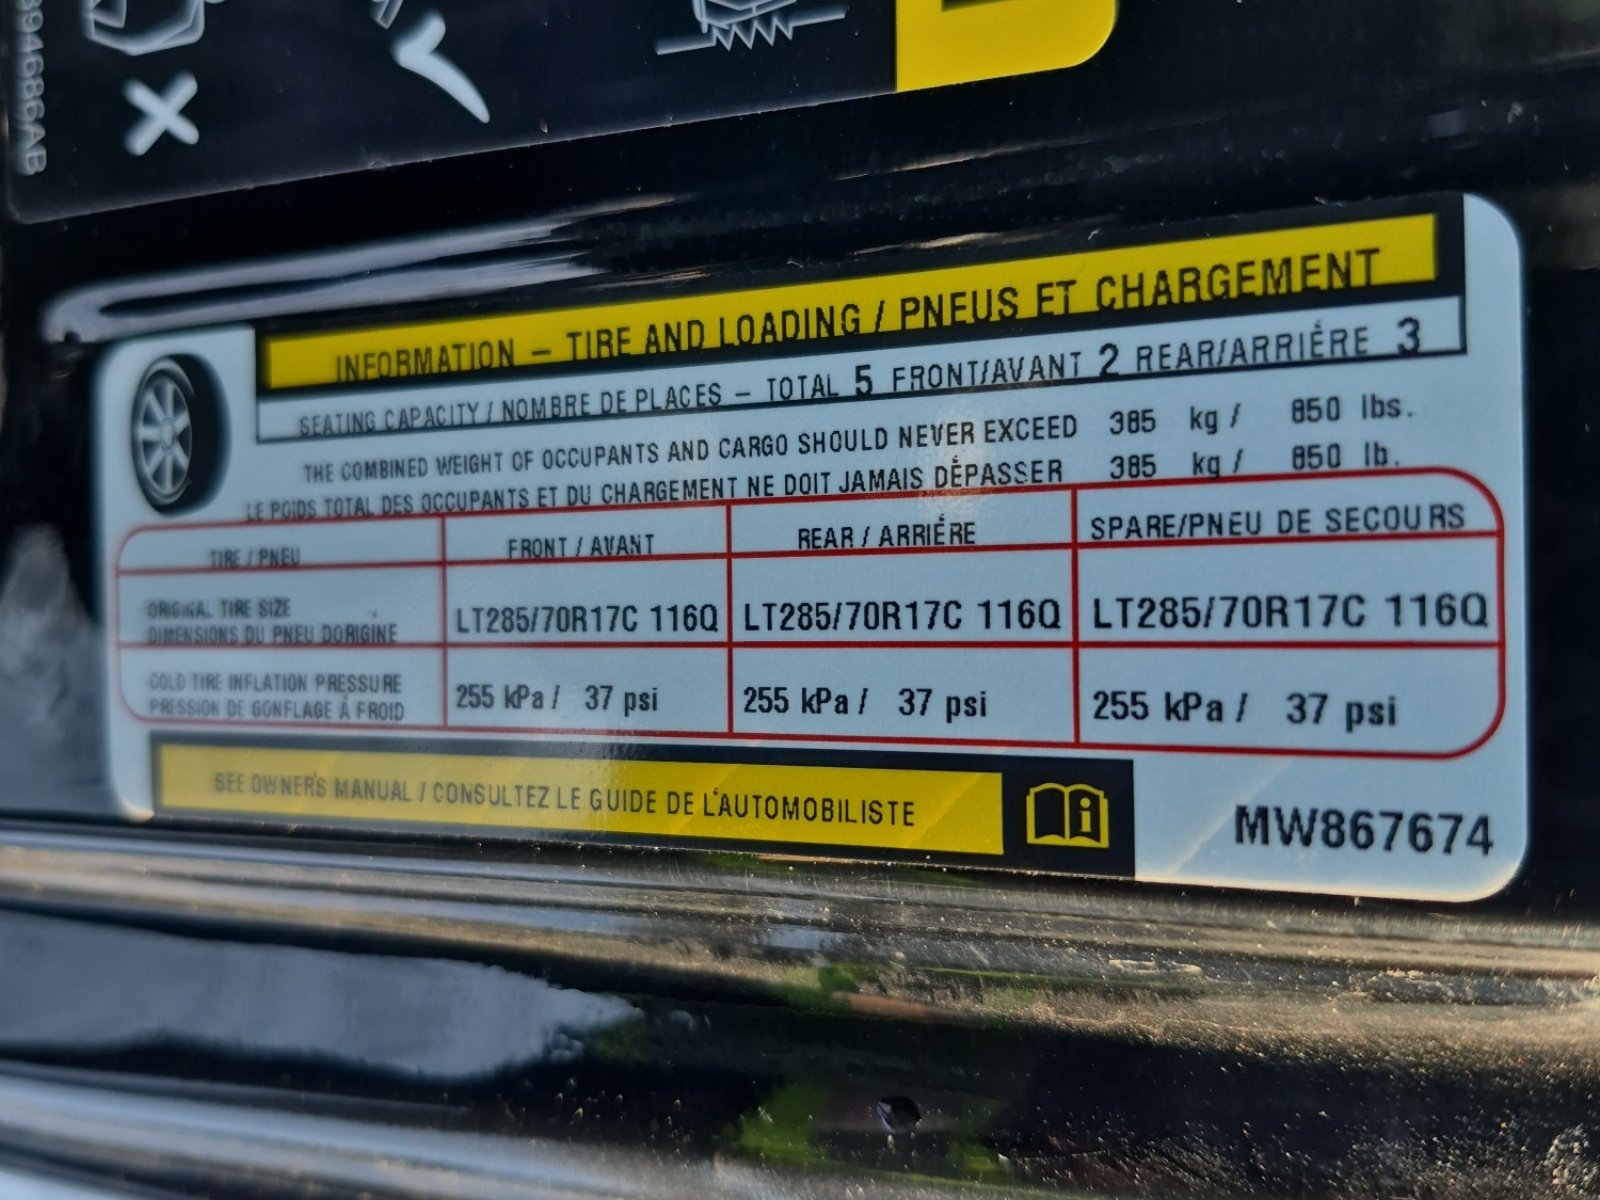 894686AB
INFORMATION – TIRE AND LOADING / PNEUS ET CHARGEMENT
SEATING CAPACITY / NOMBRE DE PLACES – TOTAL 5 FRONT/AVANT 2 REAR/ARRIÉRE 3
THE COMBINED WEIGHT OF OCCUPANTS AND CARGO SHOULD NEVER EXCEED 385 kg / 850 lbs.
LE POIDS TOTAL DES OCCUPANTS ET DU CHARGEMENT NE DOIT JAMAIS DÉPASSER 385 kg / 850 lb.
TIRE / PNEU FRONT / AVANT REAR / ARRIÉRE SPARE/PNEU DE SECOURS
ORIGINAL TIRE SIZE
DIMENSIONS DU PNEU DORIGINE
LT285/70R17C 116Q LT285/70R17C 116Q LT285/70R17C 116Q
COLD TIRE INFLATION PRESSURE
PRESSION DE GONFLAGE Á FROID
255 kPa / 37 psi 255 kPa / 37 psi 255 kPa / 37 psi
SEE OWNER'S MANUAL / CONSULTEZ LE GUIDE DE L'AUTOMOBILISTE
MW867674